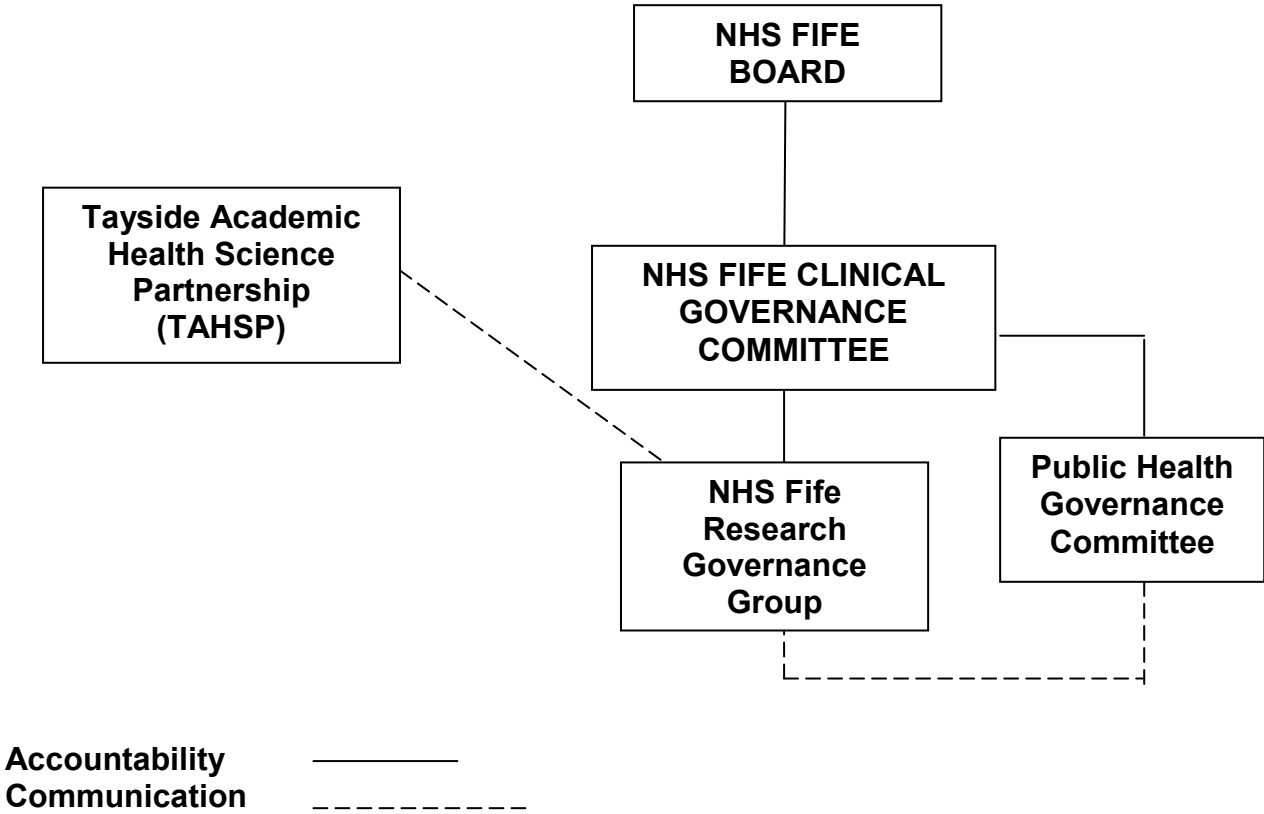 NHS FIFE
BOARD
Tayside Academic
Health Science
Partnership
(TAHSP)
NHS FIFE CLINICAL
GOVERNANCE
COMMITTEE
NHS Fife
Research
Governance
Group
Public Health
Governance
Committee
Accountability
Communication